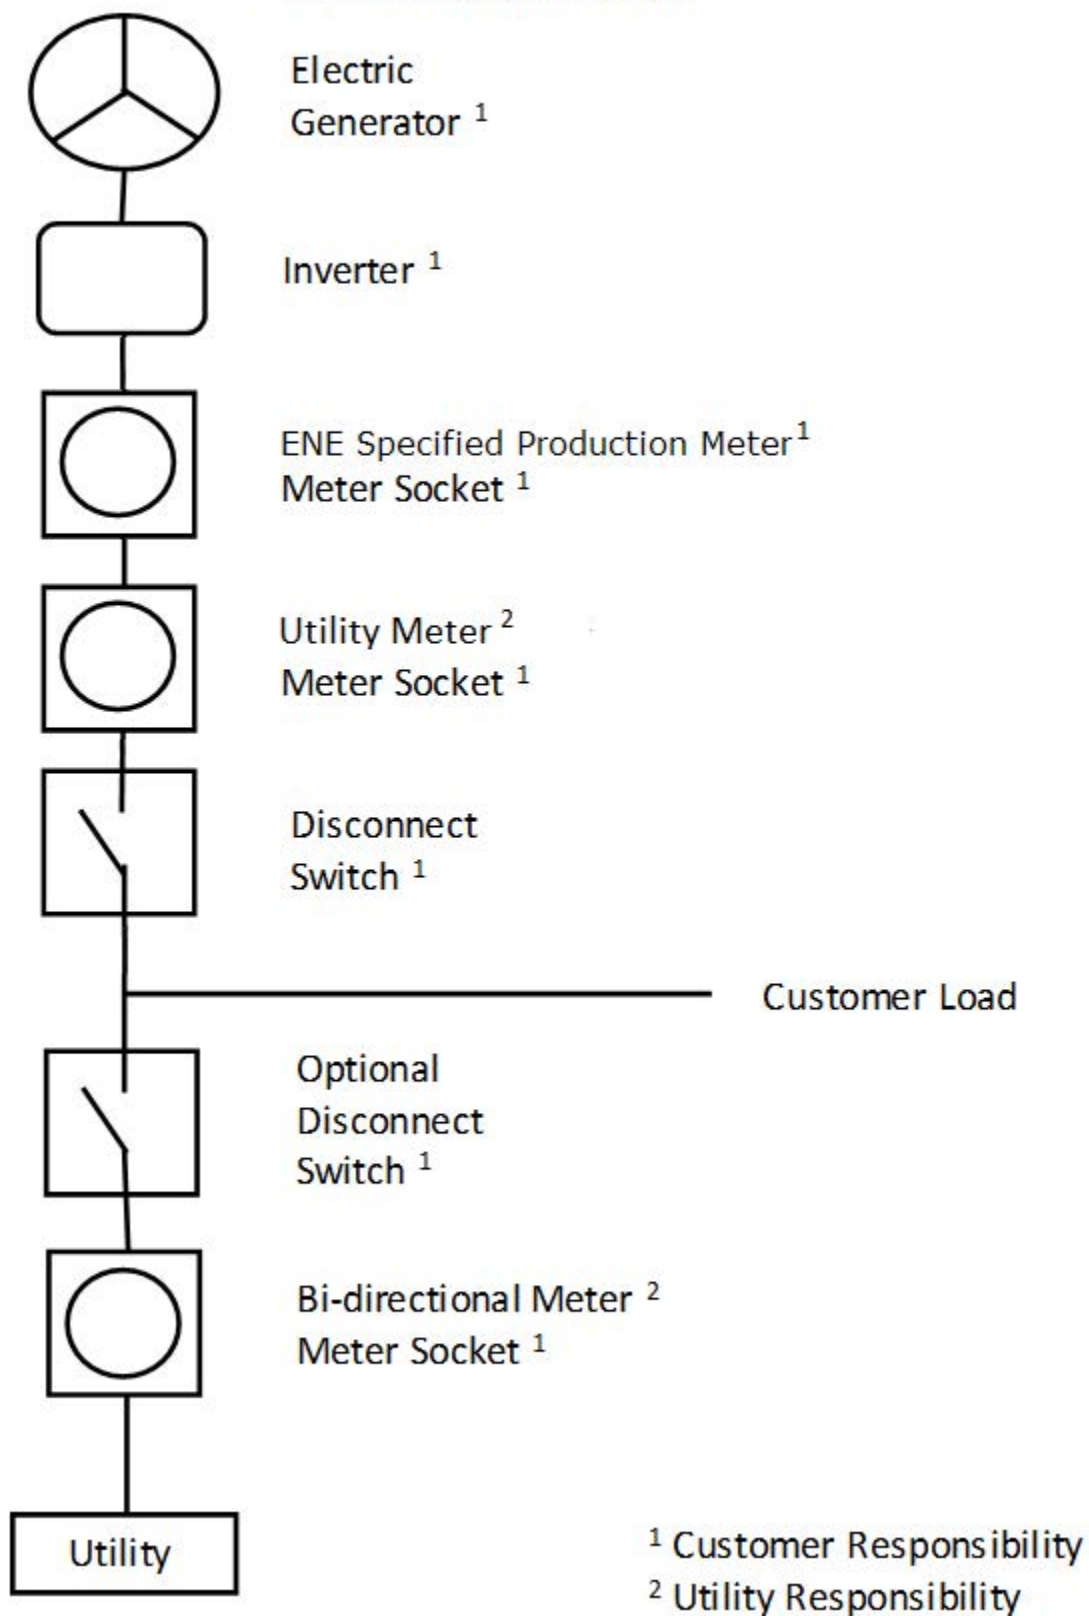 Electric
Generator ¹
Inverter ¹
ENE Specified Production Meter¹
Meter Socket ¹
Utility Meter ²
Meter Socket ¹
Disconnect
Switch ¹
Customer Load
Optional
Disconnect
Switch ¹
Bi-directional Meter ²
Meter Socket ¹
Utility
¹ Customer Responsibility
² Utility Responsibility